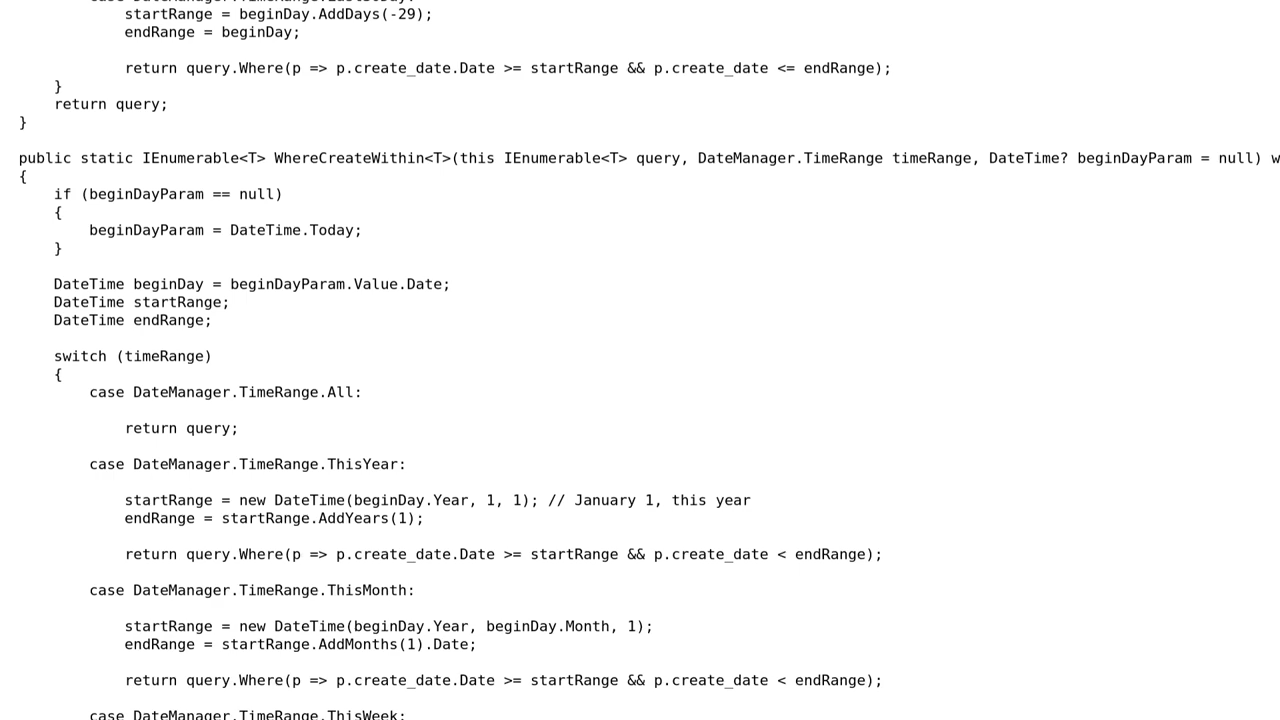 startRange = beginDay.AddDays(-29);
endRange = beginDay;
return query.Where(p => p.create_date.Date >= startRange && p.create_date <= endRange);
}
return query;
}
public static IEnumerable<T> WhereCreateWithin<T>(this IEnumerable<T> query, DateManager.TimeRange timeRange, DateTime? beginDayParam = null) w
{
if (beginDayParam == null)
{
beginDayParam = DateTime.Today;
}
DateTime beginDay = beginDayParam.Value.Date;
DateTime startRange;
DateTime endRange;
switch (timeRange)
{
case DateManager.TimeRange.All:
return query;
case DateManager.TimeRange.ThisYear:
startRange = new DateTime(beginDay.Year, 1, 1); // January 1, this year
endRange = startRange.AddYears(1);
return query.Where(p => p.create_date.Date >= startRange && p.create_date < endRange);
case DateManager.TimeRange.ThisMonth:
startRange = new DateTime(beginDay.Year, beginDay.Month, 1);
endRange = startRange.AddMonths(1).Date;
return query.Where(p => p.create_date.Date >= startRange && p.create_date < endRange);
case DateManager.TimeRange.ThisWeek: